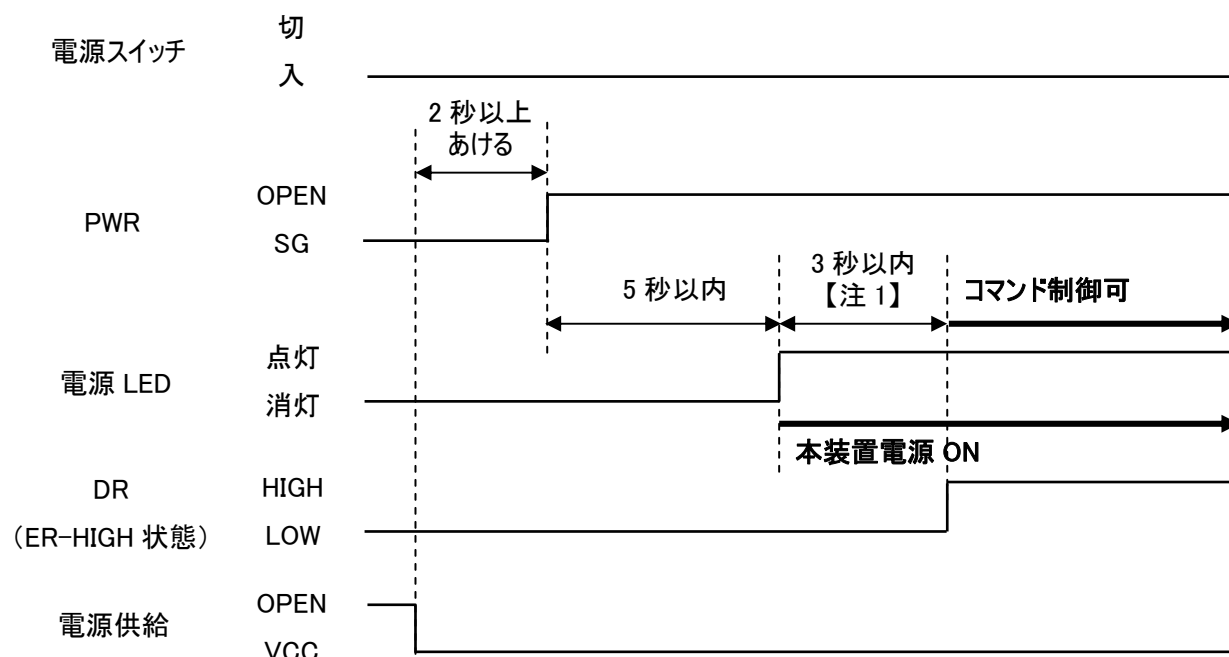 電源スイッチ
切
入
2 秒以上
あける
PWR
OPEN
SG
5 秒以内
3 秒以内
【注 1】
コマンド制御可
電源 LED
点灯
消灯
本装置電源 ON
DR
(ER-HIGH 状態)
HIGH
LOW
電源供給
OPEN
VCC